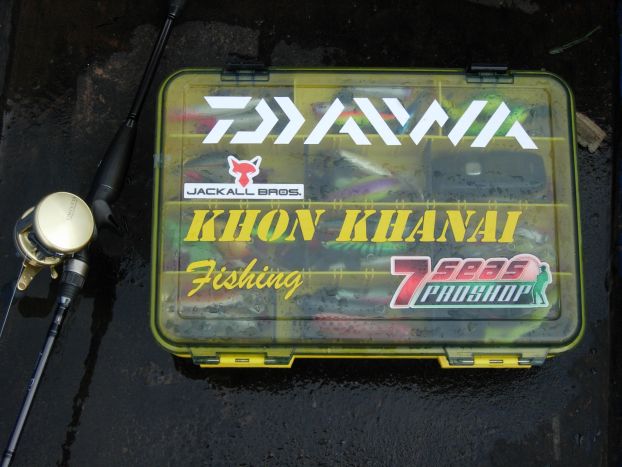 DAIWA
JACKALL BROS.
KHON KHANAI
Fishing
7 seas
PROSHOP